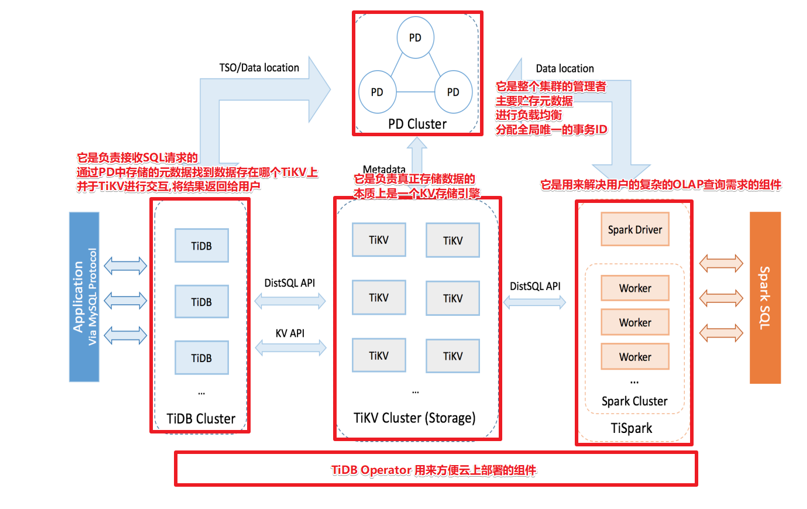 PD
PD
PD
PD Cluster
TSO/Data location
Data location
它是整个集群的管理者
主要贮存元数据
进行负载均衡
分配全局唯一的事务ID
它是负责接收SQL请求的
通过PD中存储的元数据找到数据存在哪个TiKV上
并于TiKV进行交互,将结果返回给用户
Metadata
它是负责真正存储数据的
本质上是一个KV存储引擎
它是用来解决用户的复杂的OLAP查询需求的组件
Application
Via MySQL Protocol
TiDB
TiDB
TiDB
...
TiDB Cluster
DistSQL API
KV API
TiKV
TiKV
TiKV
TiKV
TiKV
TiKV
...
TiKV Cluster (Storage)
DistSQL API
Spark Driver
Worker
Worker
Worker
...
Spark Cluster
TiSpark
Spark SQL
TiDB Operator 用来方便云上部署的组件